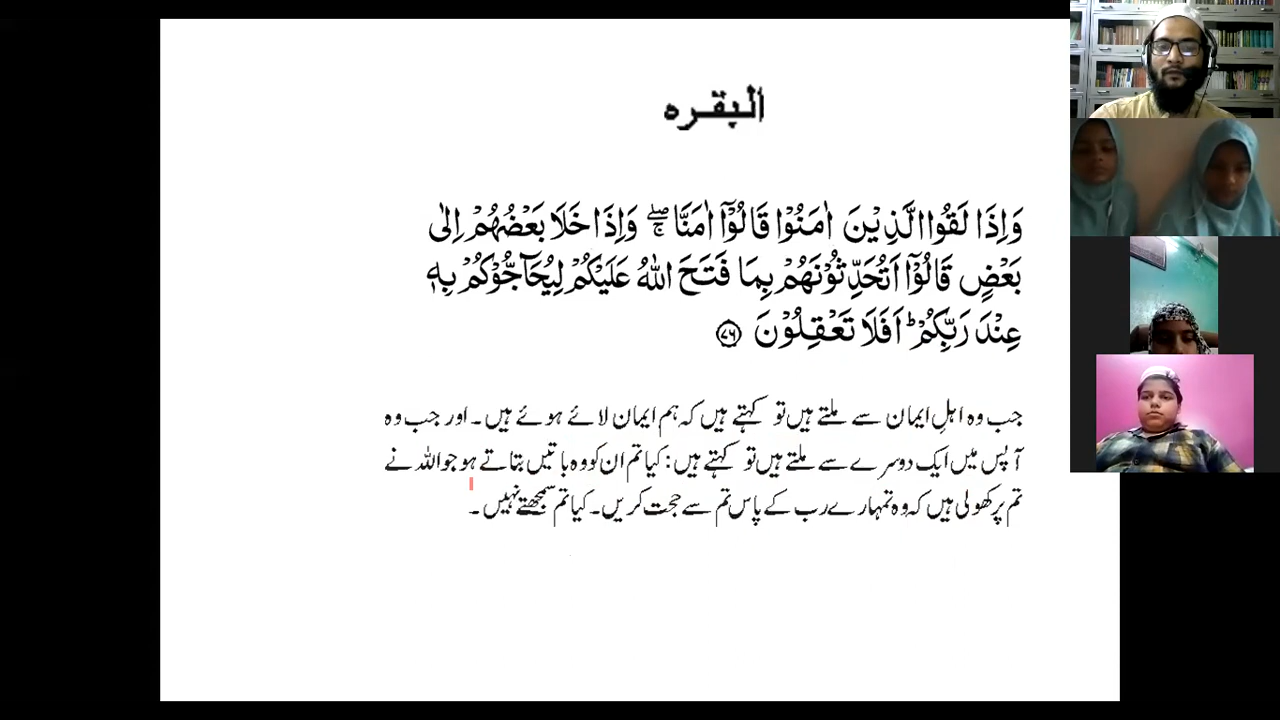 البقره
وَاِذَا لَقُوا الَّذِيْنَ اٰمَنُوْا قَالُوْٓا اٰمَنَّا ۖۚ وَاِذَا خَلَا بَعْضُهُمْ اِلٰى
بَعْضٍ قَالُوْٓا اَتُحَدِّثُوْنَهُمْ بِمَا فَتَحَ اللّٰهُ عَلَيْكُمْ لِيُحَآجُّوْكُمْ بِهٖ
عِنْدَ رَبِّكُمْ ؕ اَفَلَا تَعْقِلُوْنَ ﴿۷۶﴾
جب وہ اہلِ ایمان سے ملتے ہیں تو کہتے ہیں کہ ہم ایمان لائے ہوئے ہیں۔ اور جب وہ
آپس میں ایک دوسرے سے ملتے ہیں تو کہتے ہیں: کیا تم ان کو وہ باتیں بتاتے ہو جو اللہ نے
تم پر کھولی ہیں کہ وہ تمہارے رب کے پاس تم سے حجت کریں۔ کیا تم سمجھتے نہیں۔